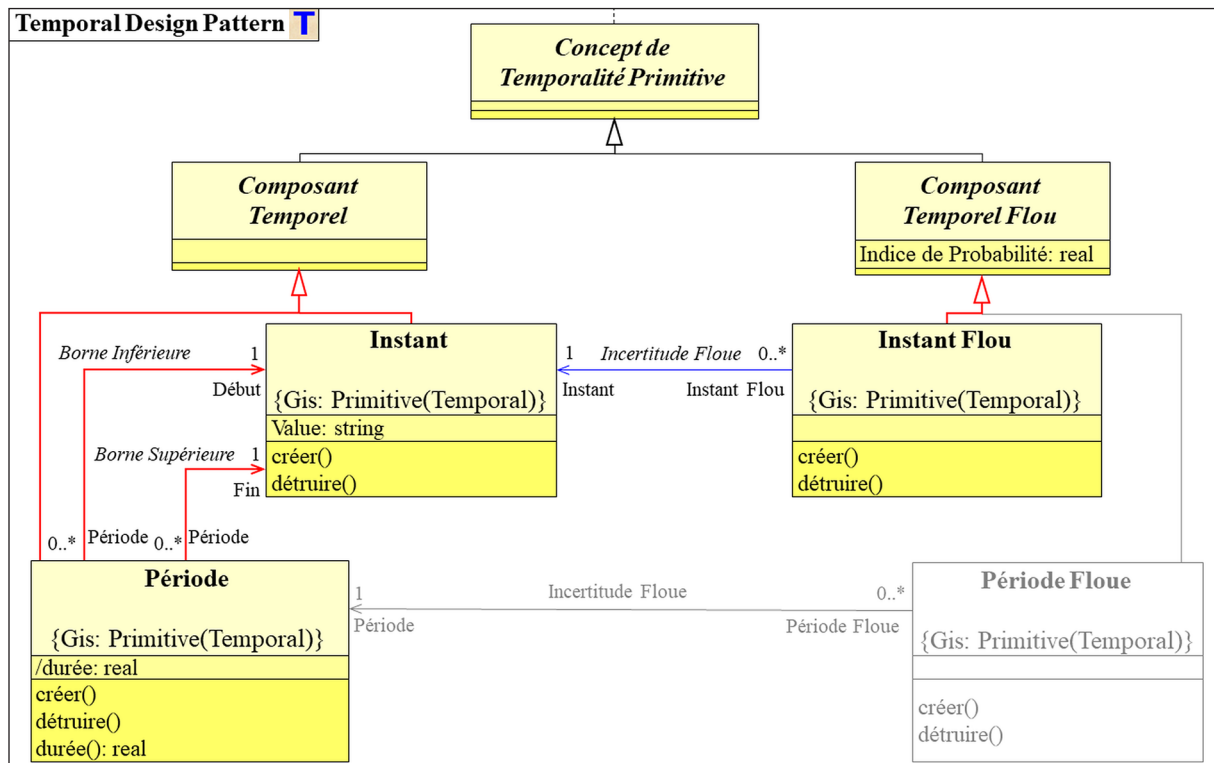 Temporal Design Pattern T
Concept de
Temporalité Primitive
Composant
Temporel
Composant
Temporel Flou
Indice de Probabilité: real
Instant
{Gis: Primitive(Temporal)}
Value: string
créer()
détruire()
Instant Flou
{Gis: Primitive(Temporal)}
créer()
détruire()
Borne Inférieure 1
Début
1 Incertitude Floue 0..*
Instant Instant Flou
Borne Supérieure 1
Fin
0..* Période 0..* Période
Période
{Gis: Primitive(Temporal)}
/durée: real
créer()
détruire()
durée(): real
1 Incertitude Floue 0..*
Période Période Floue
Période Floue
{Gis: Primitive(Temporal)}
créer()
détruire()